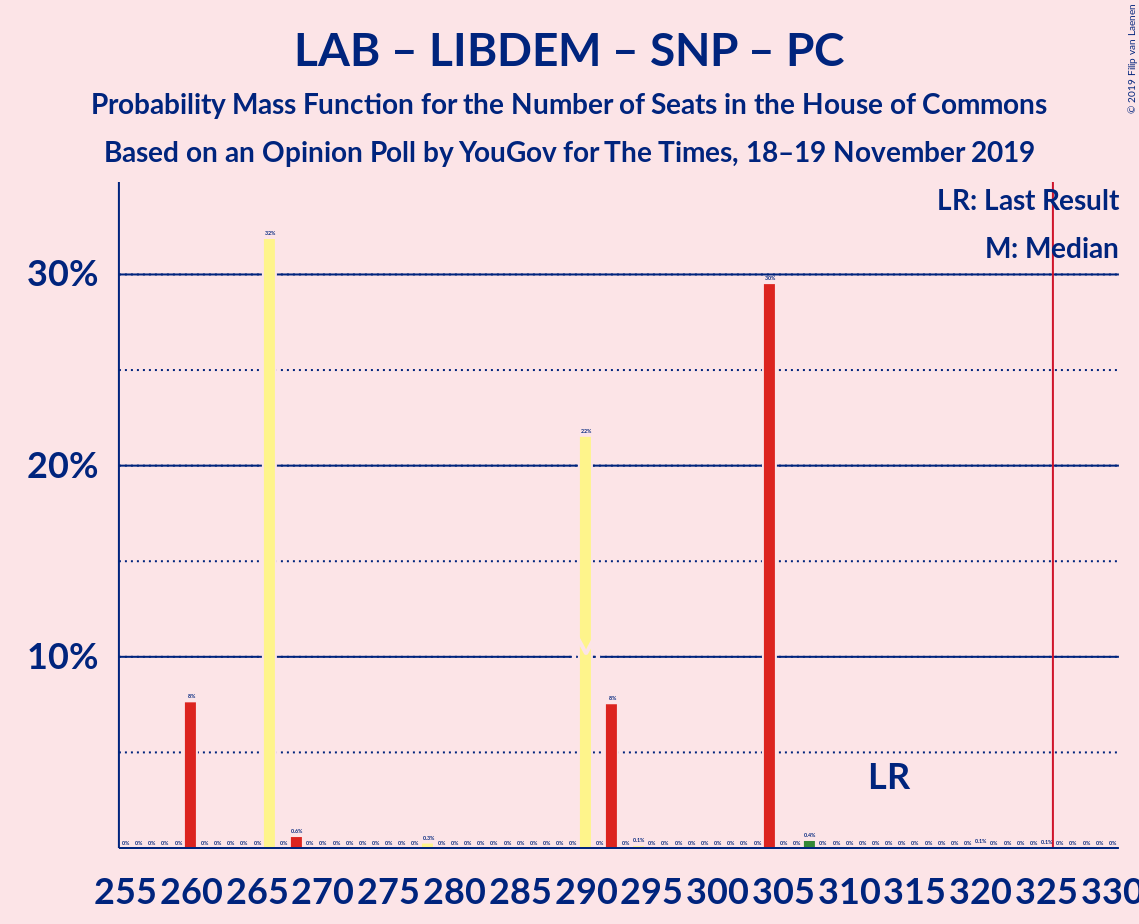 LAB – LIBDEM – SNP – PC
Probability Mass Function for the Number of Seats in the House of Commons
Based on an Opinion Poll by YouGov for The Times, 18–19 November 2019
© 2019 Filip van Laenen
LR: Last Result
M: Median
30%
20%
10%
32%
30%
22%
8%
8%
0.6%
0.3%
0.1%
0.4%
0.1%
0.1%
LR
255 260 265 270 275 280 285 290 295 300 305 310 315 320 325 330